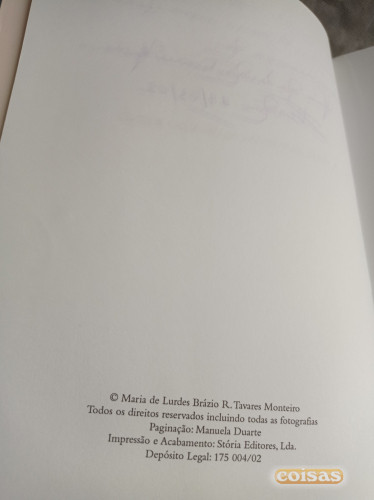 © Maria de Lurdes Brázio R. Tavares Monteiro
Todos os direitos reservados incluindo todas as fotografias
Paginação: Manuela Duarte
Impressão e Acabamento: Stória Editores, Lda.
Depósito Legal: 175 004/02
coisas